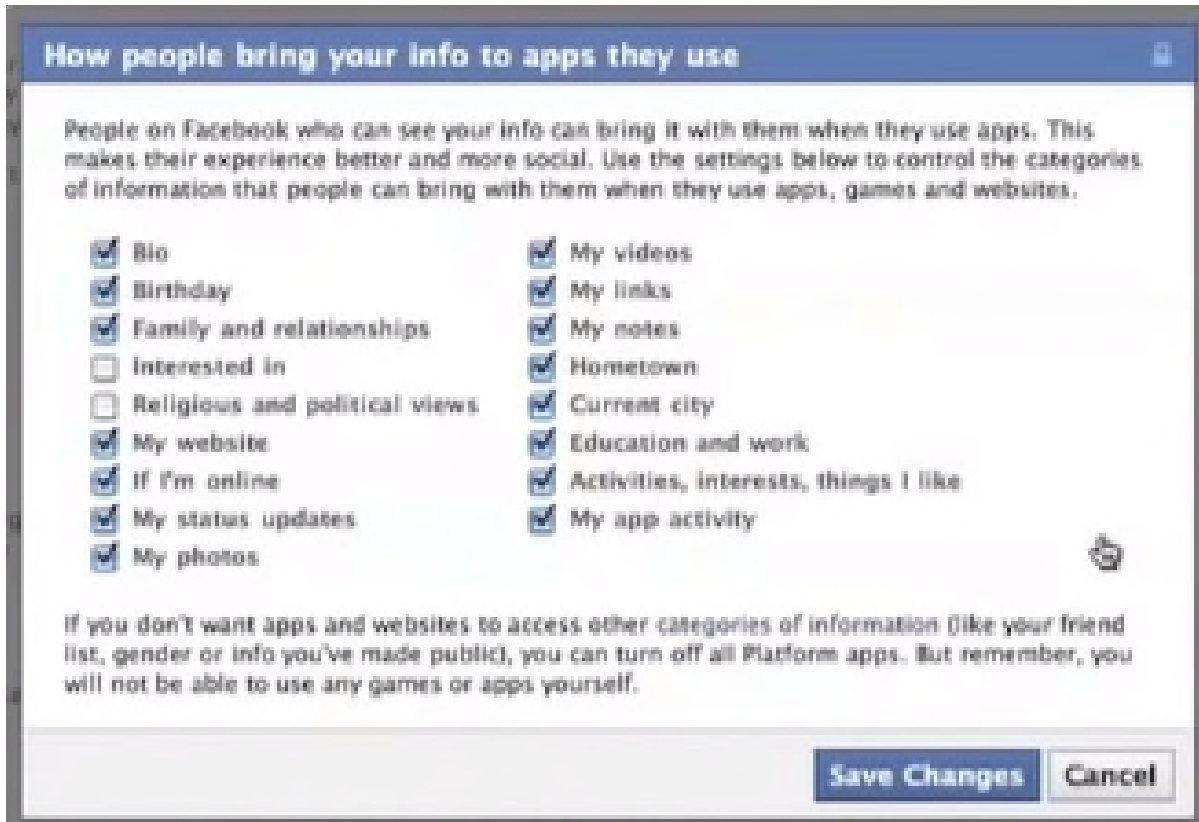 How people bring your info to apps they use
People on Facebook who can see your info can bring it with them when they use apps. This
makes their experience better and more social. Use the settings below to control the categories
of information that people can bring with them when they use apps, games and websites.
Bio
Birthday
Family and relationships
Interested in
Religious and political views
My website
If I'm online
My status updates
My photos
My videos
My links
My notes
Hometown
Current city
Education and work
Activities, interests, things I like
My app activity
If you don't want apps and websites to access other categories of information (like your friend
list, gender or info you've made public), you can turn off all Platform apps. But remember, you
will not be able to use any games or apps yourself.
Save Changes
Cancel